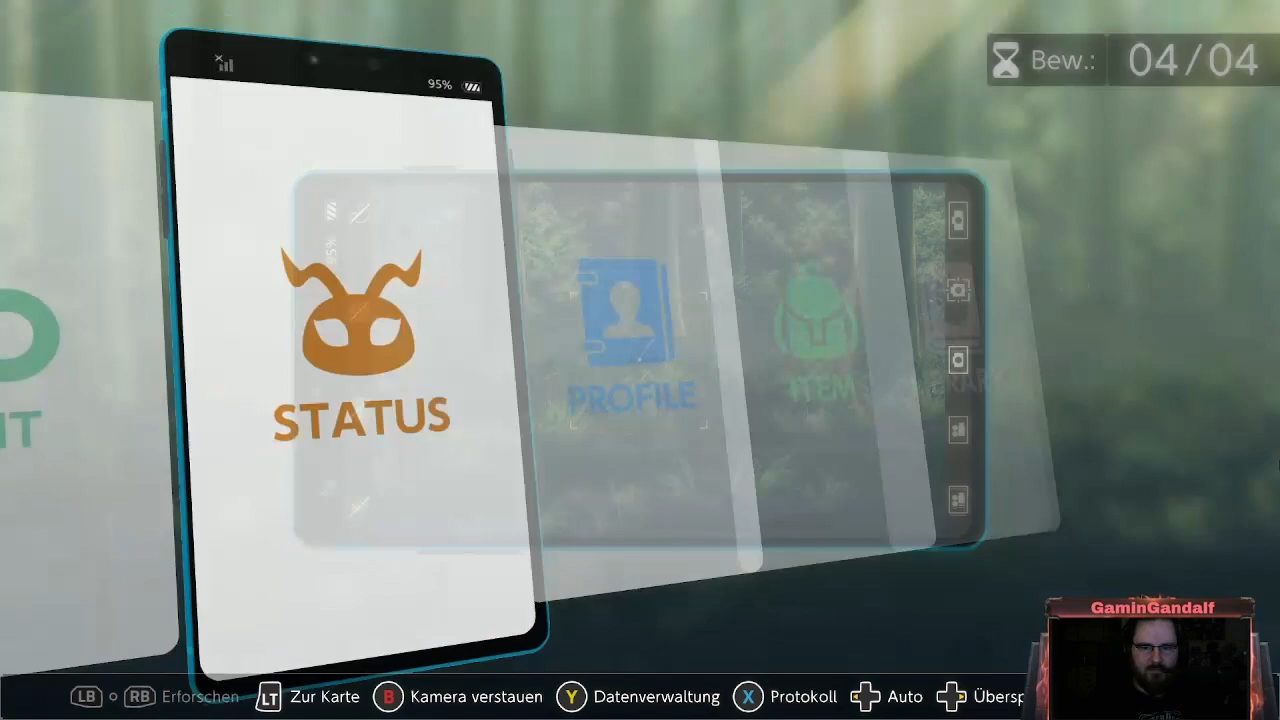 95%
Bew.: 04/04
STATUS
PROFILE
ITEM
IT
GaminGandalf
LB o RB Erforschen LT Zur Karte B Kamera verstauen Y Datenverwaltung X Protokoll Auto Übersp